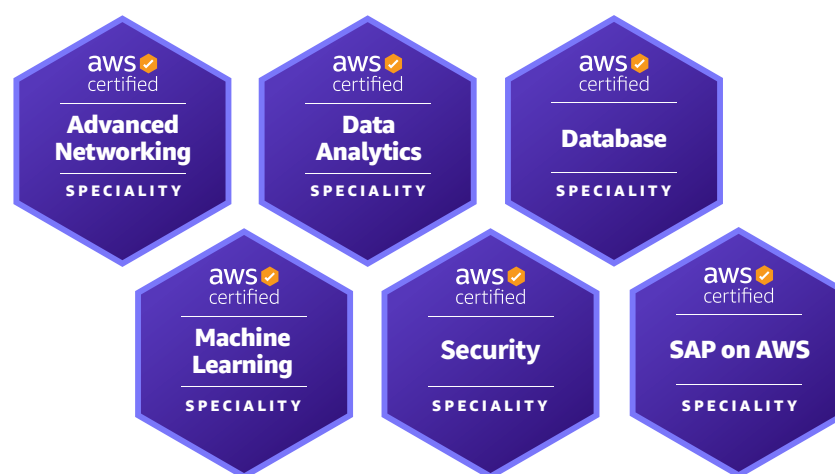 aws
certified
Advanced
Networking
SPECIALITY
aws
certified
Data
Analytics
SPECIALITY
aws
certified
Database
SPECIALITY
aws
certified
Machine
Learning
SPECIALITY
aws
certified
Security
SPECIALITY
aws
certified
SAP on AWS
SPECIALITY